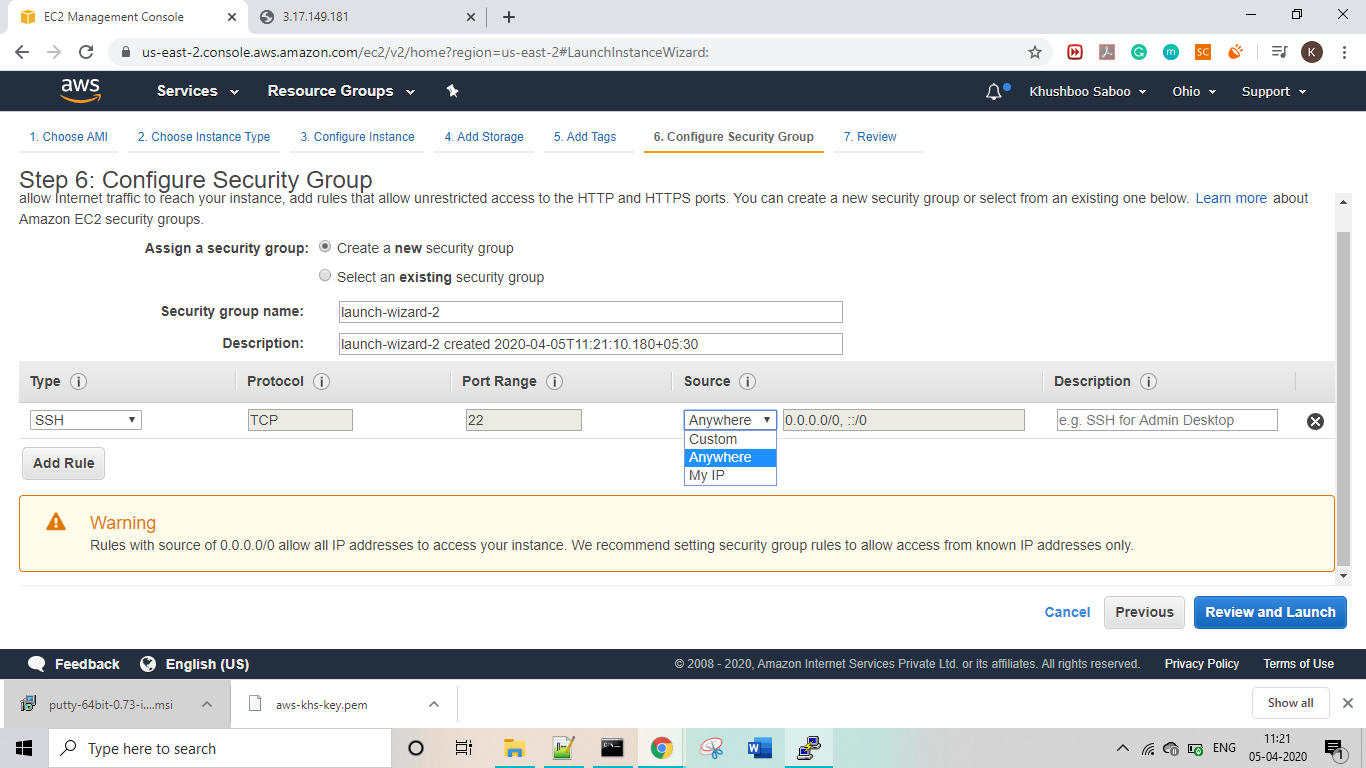 EC2 Management Console
3.17.149.181
us-east-2.console.aws.amazon.com/ec2/v2/home?region=us-east-2#LaunchInstanceWizard:
SC
m
K
aws
Services
Resource Groups
Khushboo Saboo
Ohio
Support
1. Choose AMI
2. Choose Instance Type
3. Configure Instance
4. Add Storage
5. Add Tags
6. Configure Security Group
7. Review
Step 6: Configure Security Group
allow Internet traffic to reach your instance, add rules that allow unrestricted access to the HTTP and HTTPS ports. You can create a new security group or select from an existing one below. Learn more about
Amazon EC2 security groups.
Assign a security group:
Create a new security group
Select an existing security group
Security group name:
launch-wizard-2
Description:
launch-wizard-2 created 2020-04-05T11:21:10.180+05:30
Type
Protocol
Port Range
Source
Description
SSH
TCP
22
Anywhere
0.0.0.0/0, ::/0
e.g. SSH for Admin Desktop
Custom
Anywhere
My IP
Add Rule
Warning
Rules with source of 0.0.0.0/0 allow all IP addresses to access your instance. We recommend setting security group rules to allow access from known IP addresses only.
Cancel
Previous
Review and Launch
Feedback
English (US)
© 2008 - 2020, Amazon Internet Services Private Ltd. or its affiliates. All rights reserved.
Privacy Policy
Terms of Use
putty-64bit-0.73-i....msi
aws-khs-key.pem
Show all
Type here to search
ENG
11:21
05-04-2020
1